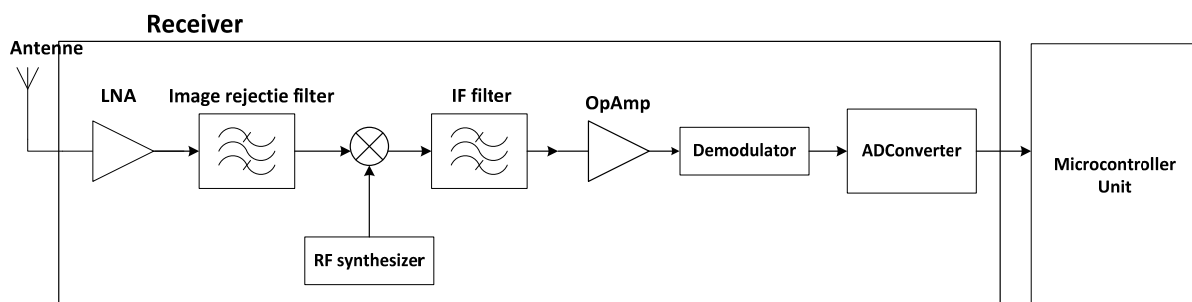 Receiver
Antenne
LNA
Image rejectie filter
IF filter
OpAmp
Demodulator
ADConverter
Microcontroller
Unit
RF synthesizer